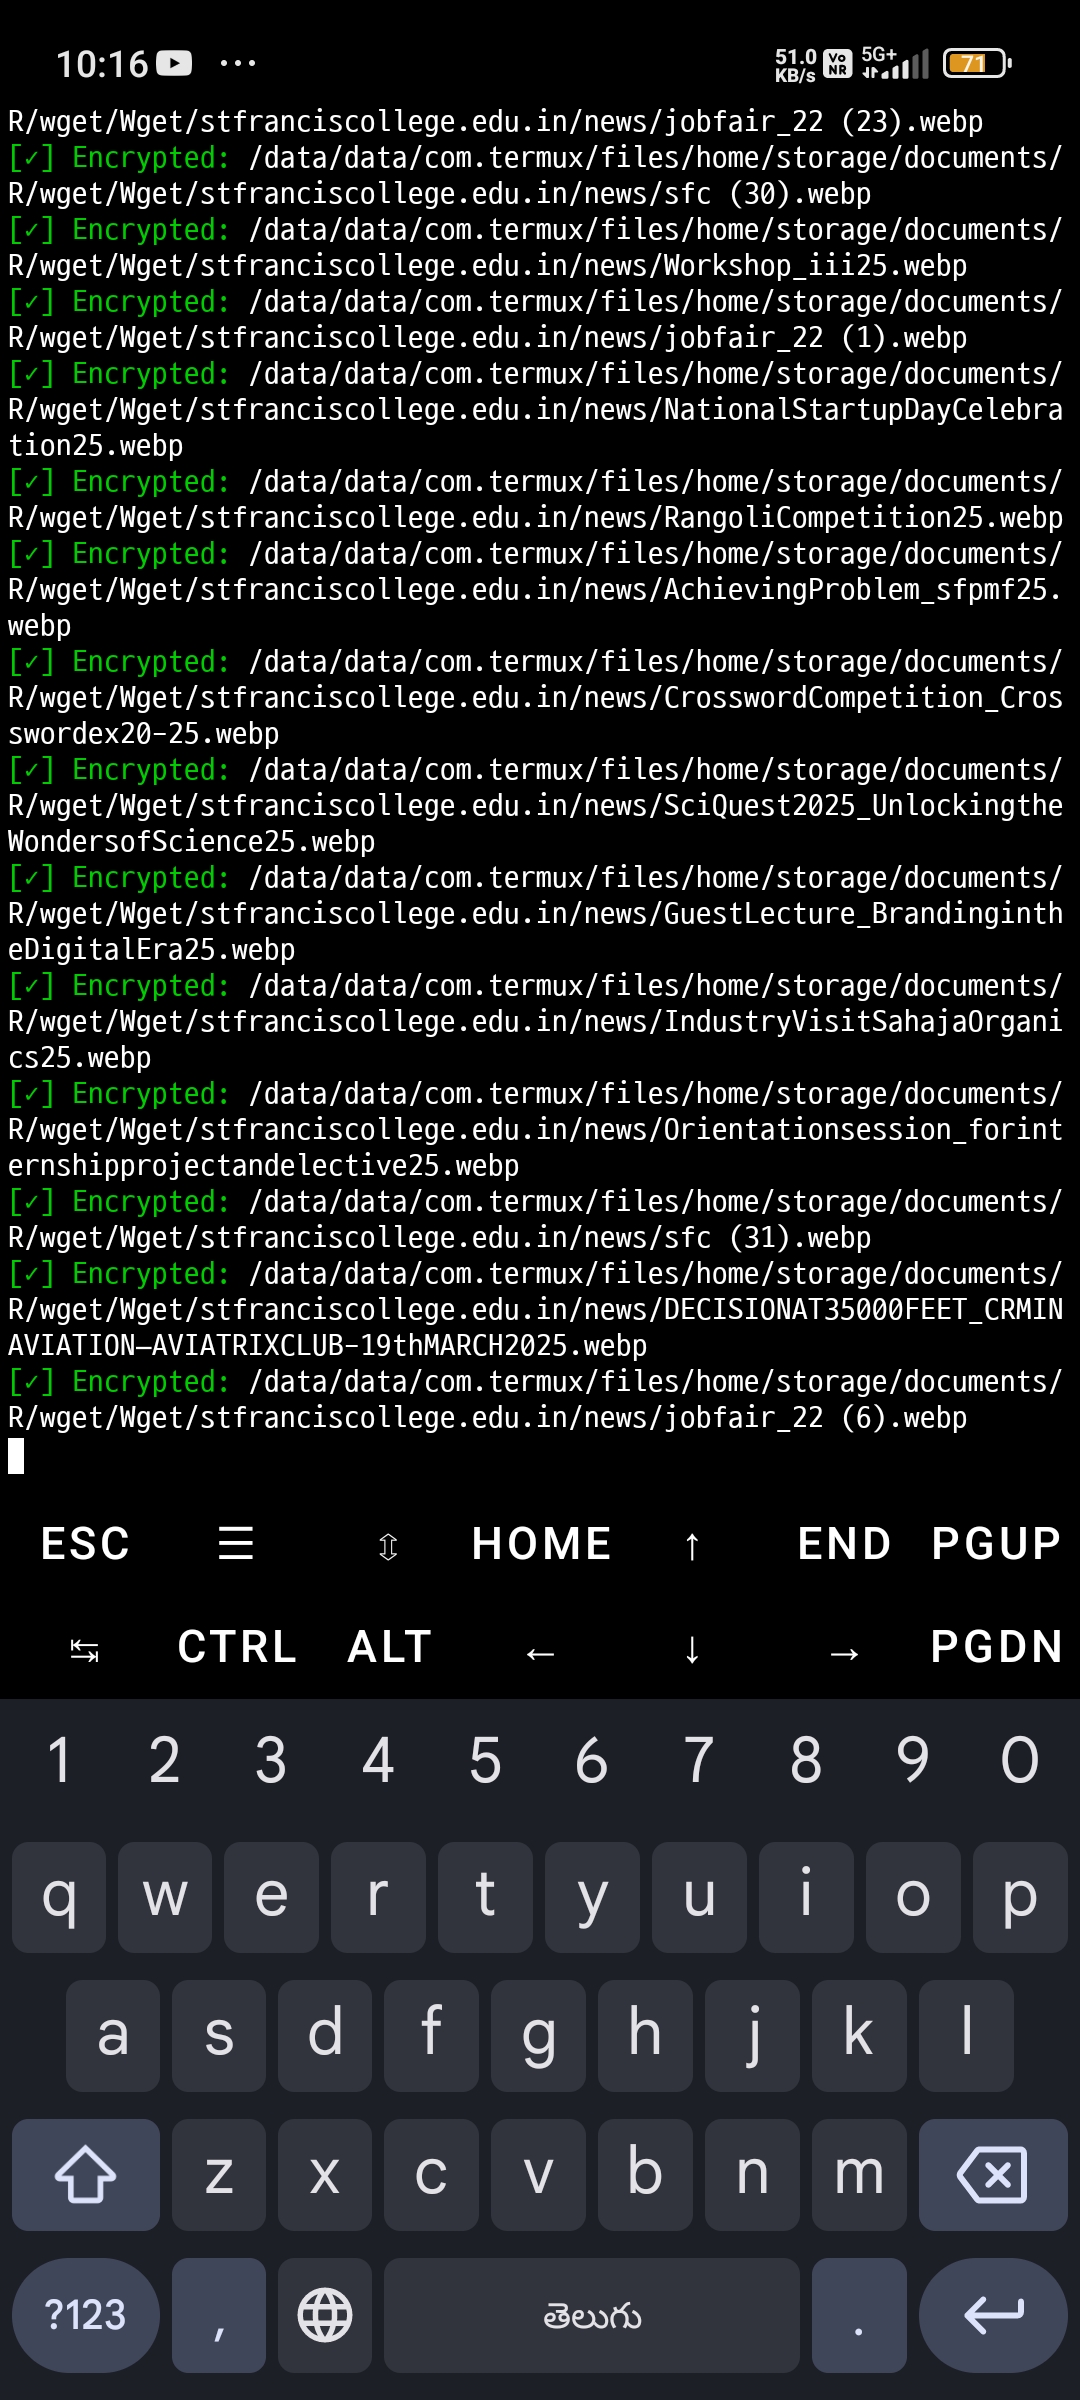 10:16
51.0 KB/s Vo NR 5G+ 71
R/wget/Wget/stfranciscollege.edu.in/news/jobfair_22 (23).webp
[✓] Encrypted: /data/data/com.termux/files/home/storage/documents/
R/wget/Wget/stfranciscollege.edu.in/news/sfc (30).webp
[✓] Encrypted: /data/data/com.termux/files/home/storage/documents/
R/wget/Wget/stfranciscollege.edu.in/news/Workshop_iii25.webp
[✓] Encrypted: /data/data/com.termux/files/home/storage/documents/
R/wget/Wget/stfranciscollege.edu.in/news/jobfair_22 (1).webp
[✓] Encrypted: /data/data/com.termux/files/home/storage/documents/
R/wget/Wget/stfranciscollege.edu.in/news/NationalStartupDayCelebra
tion25.webp
[✓] Encrypted: /data/data/com.termux/files/home/storage/documents/
R/wget/Wget/stfranciscollege.edu.in/news/RangoliCompetition25.webp
[✓] Encrypted: /data/data/com.termux/files/home/storage/documents/
R/wget/Wget/stfranciscollege.edu.in/news/AchievingProblem_sfpmf25.
webp
[✓] Encrypted: /data/data/com.termux/files/home/storage/documents/
R/wget/Wget/stfranciscollege.edu.in/news/CrosswordCompetition_Cros
swordex20-25.webp
[✓] Encrypted: /data/data/com.termux/files/home/storage/documents/
R/wget/Wget/stfranciscollege.edu.in/news/SciQuest2025_Unlockingthe
WondersofScience25.webp
[✓] Encrypted: /data/data/com.termux/files/home/storage/documents/
R/wget/Wget/stfranciscollege.edu.in/news/GuestLecture_Brandinginth
eDigitalEra25.webp
[✓] Encrypted: /data/data/com.termux/files/home/storage/documents/
R/wget/Wget/stfranciscollege.edu.in/news/IndustryVisitSahajaOrgani
cs25.webp
[✓] Encrypted: /data/data/com.termux/files/home/storage/documents/
R/wget/Wget/stfranciscollege.edu.in/news/Orientationsession_forint
ernshipprojectandelective25.webp
[✓] Encrypted: /data/data/com.termux/files/home/storage/documents/
R/wget/Wget/stfranciscollege.edu.in/news/sfc (31).webp
[✓] Encrypted: /data/data/com.termux/files/home/storage/documents/
R/wget/Wget/stfranciscollege.edu.in/news/DECISIONAT35000FEET_CRMIN
AVIATION–AVIATRIXCLUB-19thMARCH2025.webp
[✓] Encrypted: /data/data/com.termux/files/home/storage/documents/
R/wget/Wget/stfranciscollege.edu.in/news/jobfair_22 (6).webp
ESC ☰ ⇳ HOME ↑ END PGUP
↹ CTRL ALT ← ↓ → PGDN
1 2 3 4 5 6 7 8 9 0
q w e r t y u i o p
a s d f g h j k l
z x c v b n m
?123 , తెలుగు .